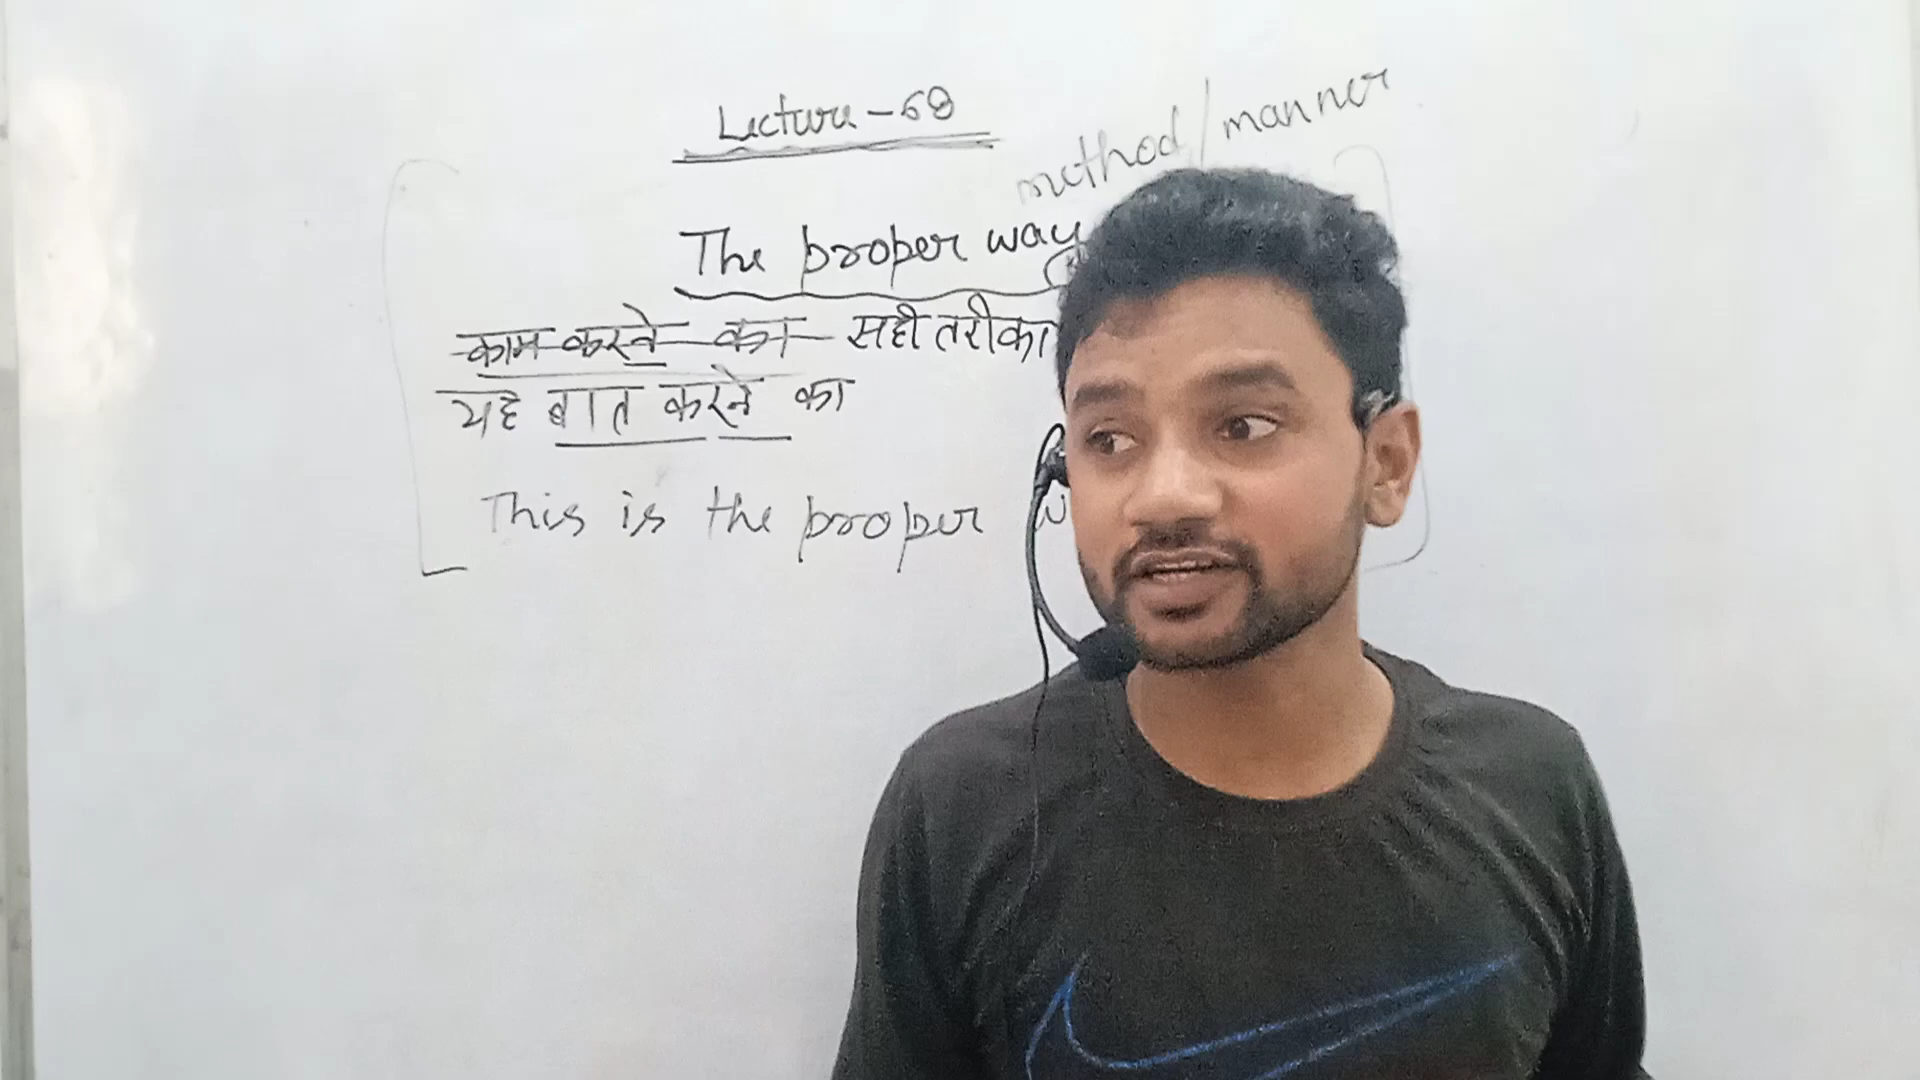 Lecture-68
method/manner
The proper way
काम करने का सही तरीका
यह बात करने का
This is the proper